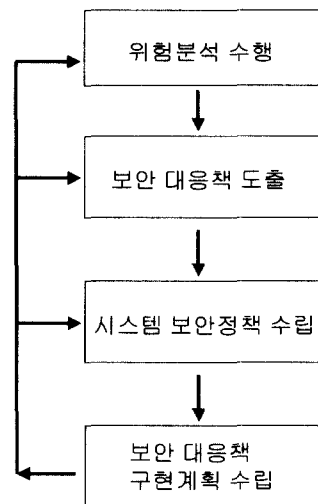 위험분석 수행
보안 대응책 도출
시스템 보안정책 수립
보안 대응책
구현계획 수립